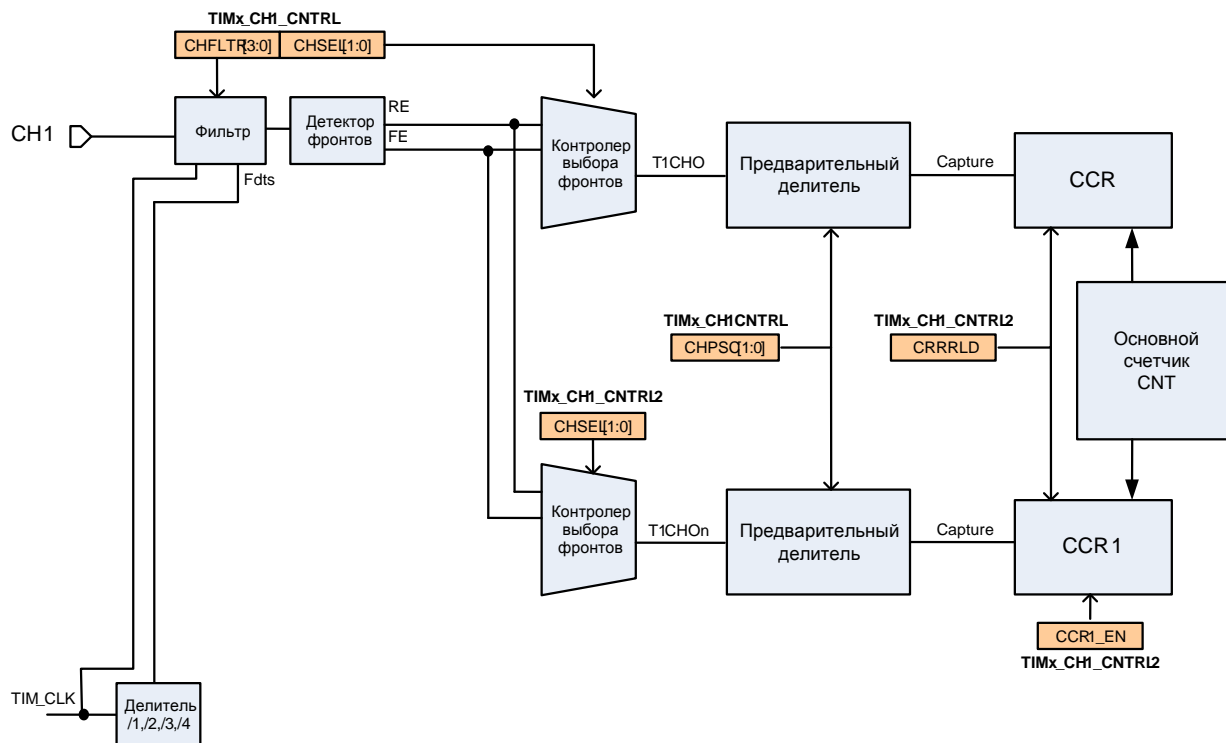 TIMx_CH1_CNTRL
CHFLTR[3:0] CHSEL[1:0]
CH1
Фильтр
Детектор
фронтов
RE
FE
Fdts
Контролер
выбора
фронтов
T1CHO
Предварительный
делитель
Capture
CCR
TIMx_CH1CNTRL
CHPSC[1:0]
TIMx_CH1_CNTRL2
CRRRLD
Основной
счетчик
CNT
TIMx_CH1_CNTRL2
CHSEL[1:0]
Контролер
выбора
фронтов
T1CHOn
Предварительный
делитель
Capture
CCR1
CCR1_EN
TIMx_CH1_CNTRL2
TIM_CLK
Делитель
/1,/2,/3,/4